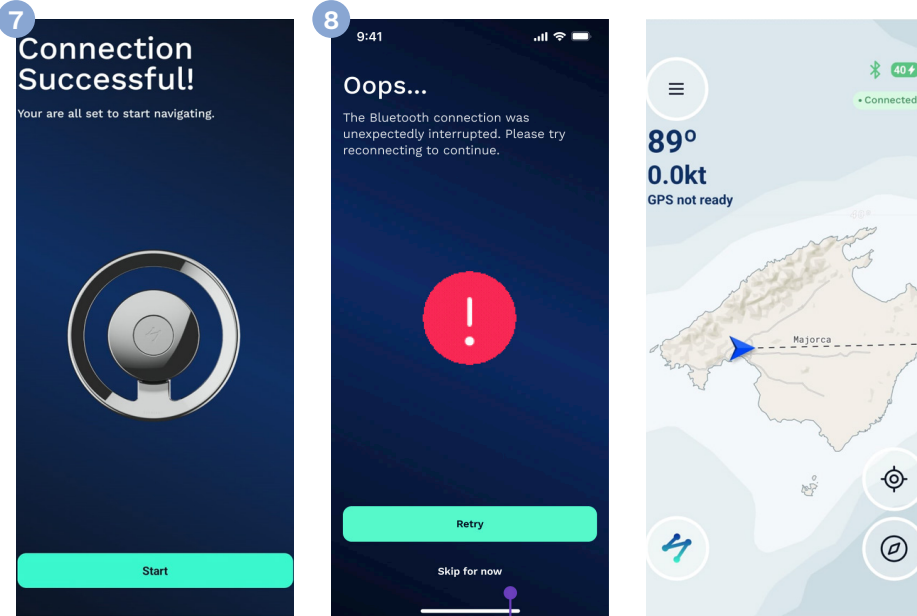 7
Connection
Successful!
Your are all set to start navigating.
Start
8
9:41
Oops...
The Bluetooth connection was
unexpectedly interrupted. Please try
reconnecting to continue.
Retry
Skip for now
40
• Connected
89°
0.0kt
GPS not ready
Majorca